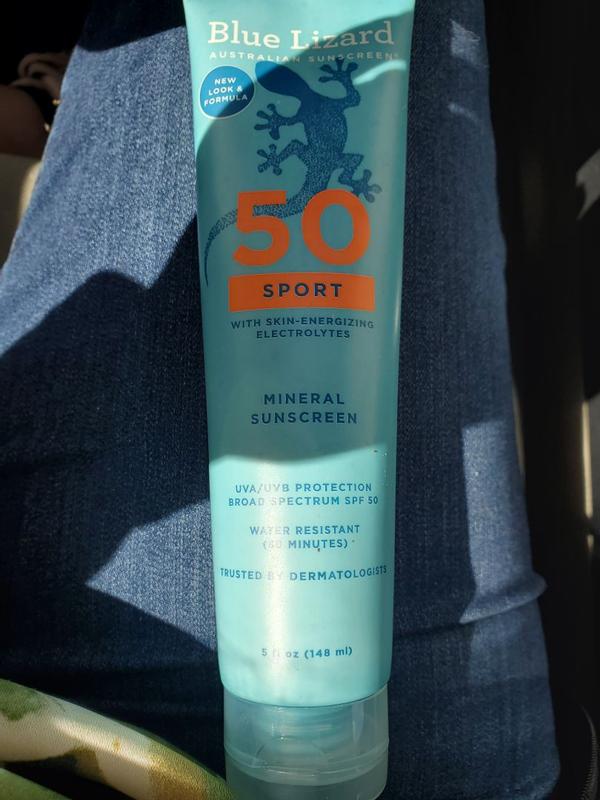 Blue Lizard
AUSTRALIAN SUNSCREEN
NEW
LOOK &
FORMULA
50
SPORT
WITH SKIN-ENERGIZING
ELECTROLYTES
MINERAL
SUNSCREEN
UVA/UVB PROTECTION
BROAD SPECTRUM SPF 50
WATER RESISTANT
MINUTES)
TRUSTED BY DERMATOLOGISTS
5 fl oz (148 ml)